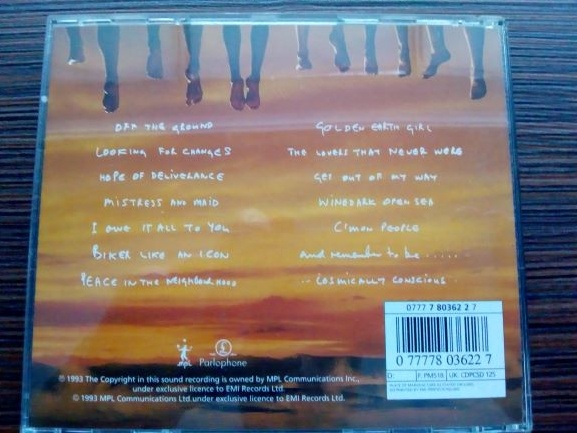 OFF THE GROUND
LOOKING FOR CHANGES
HOPE OF DELIVERANCE
MISTRESS AND MAID
I OWE IT ALL TO YOU
BIKER LIKE AN ICON
PEACE IN THE NEIGHBOURHOOD
GOLDEN EARTH GIRL
THE LOVERS THAT NEVER WERE
GET OUT OF MY WAY
WINEDARK OPEN SEA
C'MON PEOPLE
and remember to be ......
... COSMICALLY CONSCIOUS
0777 7 80362 2 7
0 77778 03622 7
D: F: PM518 UK: CDPCSD 125
MPL Parlophone
© 1993 The Copyright in this sound recording is owned by MPL Communications Inc.,
under exclusive licence to EMI Records Ltd.
© 1993 MPL Communications Ltd. under exclusive licence to EMI Records Ltd.